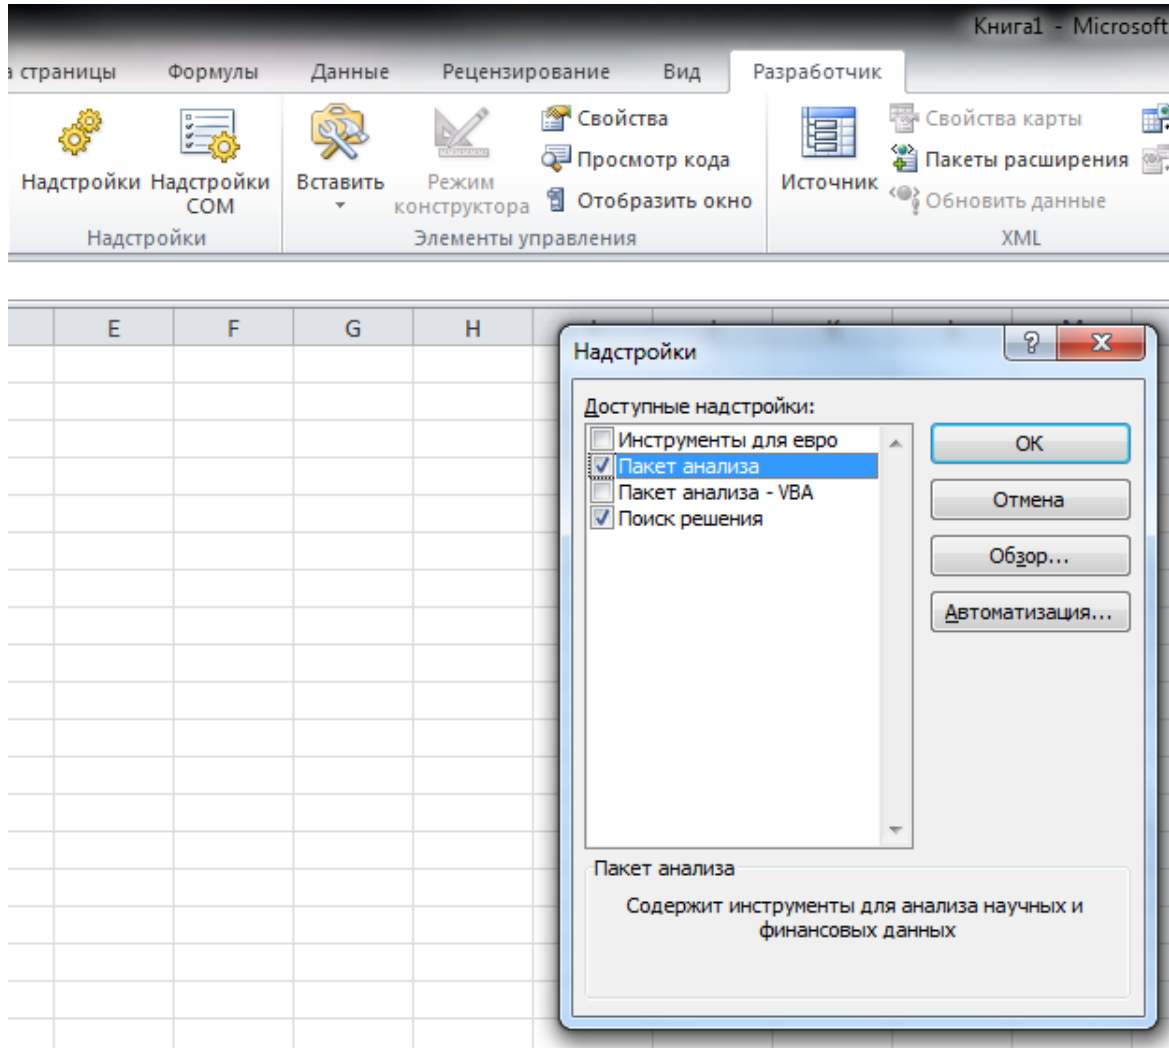 Книга1 - Microsoft
а страницы Формулы Данные Рецензирование Вид Разработчик
Надстройки
Надстройки COM
Вставить
Режим конструктора
Свойства
Просмотр кода
Отобразить окно
Источник
Свойства карты
Пакеты расширения
Обновить данные
Надстройки Элементы управления XML
E F G H
Надстройки
Доступные надстройки:
Инструменты для евро
Пакет анализа
Пакет анализа - VBA
Поиск решения
ОК
Отмена
Обзор...
Автоматизация...
Пакет анализа
Содержит инструменты для анализа научных и
финансовых данных